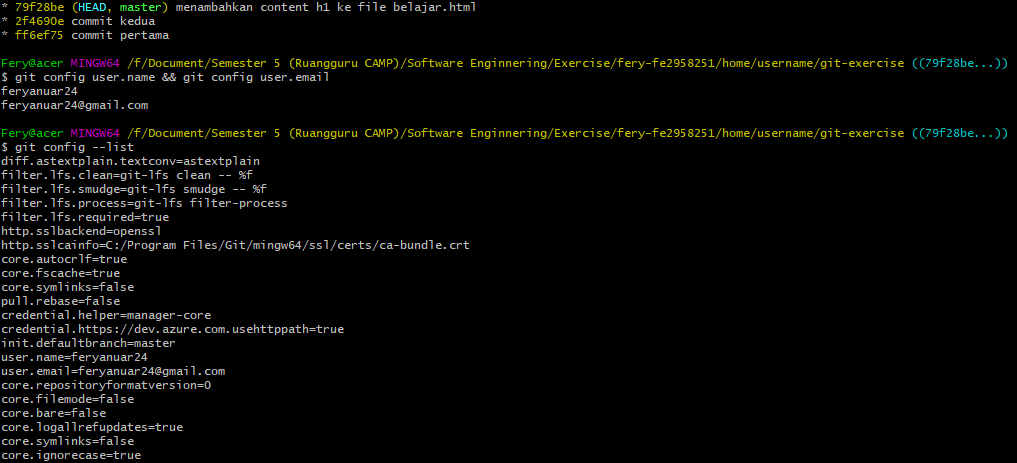 * 79f28be (HEAD, master) menambahkan content h1 ke file belajar.html
* 2f4690e commit kedua
* ff6ef75 commit pertama
Fery@acer MINGW64 /f/Document/Semester 5 (Ruangguru CAMP)/Software Enginnering/Exercise/fery-fe2958251/home/username/git-exercise ((79f28be...))
$ git config user.name && git config user.email
feryanuar24
feryanuar24@gmail.com
Fery@acer MINGW64 /f/Document/Semester 5 (Ruangguru CAMP)/Software Enginnering/Exercise/fery-fe2958251/home/username/git-exercise ((79f28be...))
$ git config --list
diff.astextplain.textconv=astextplain
filter.lfs.clean=git-lfs clean -- %f
filter.lfs.smudge=git-lfs smudge -- %f
filter.lfs.process=git-lfs filter-process
filter.lfs.required=true
http.sslbackend=openssl
http.sslcainfo=C:/Program Files/Git/mingw64/ssl/certs/ca-bundle.crt
core.autocrlf=true
core.fscache=true
core.symlinks=false
pull.rebase=false
credential.helper=manager-core
credential.https://dev.azure.com.usehttppath=true
init.defaultbranch=master
user.name=feryanuar24
user.email=feryanuar24@gmail.com
core.repositoryformatversion=0
core.filemode=false
core.bare=false
core.logallrefupdates=true
core.symlinks=false
core.ignorecase=true